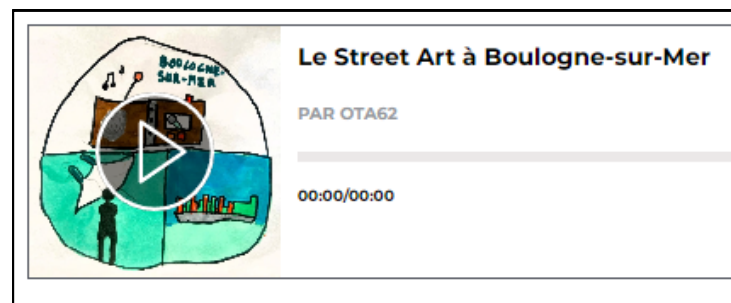 BOULOGNE-
SUR-MER
Le Street Art à Boulogne-sur-Mer
PAR OTA62
00:00/00:00